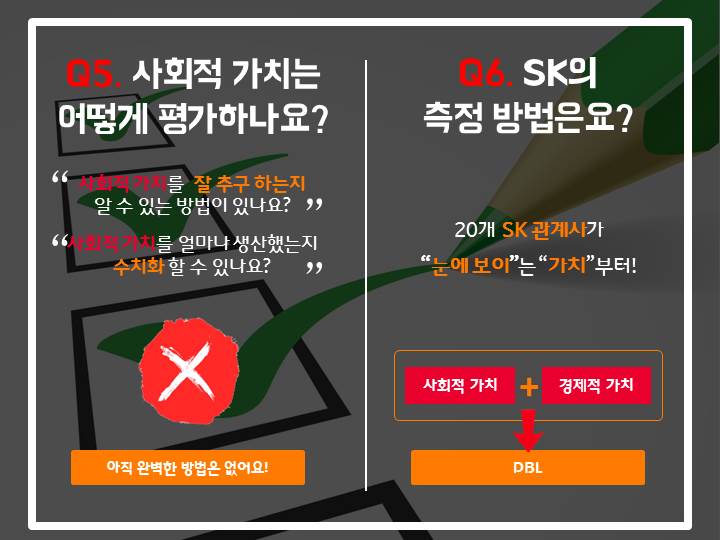 Q5. 사회적 가치는
어떻게 평가하나요?
“ 사회적 가치를 잘 추구 하는지
알 수 있는 방법이 있나요? ”
“사회적 가치를 얼마나 생산했는지
수치화 할 수 있나요? ”
아직 완벽한 방법은 없어요!
Q6. SK의
측정 방법은요?
20개 SK 관계사가
“눈에 보이”는 “가치”부터!
사회적 가치 + 경제적 가치
DBL